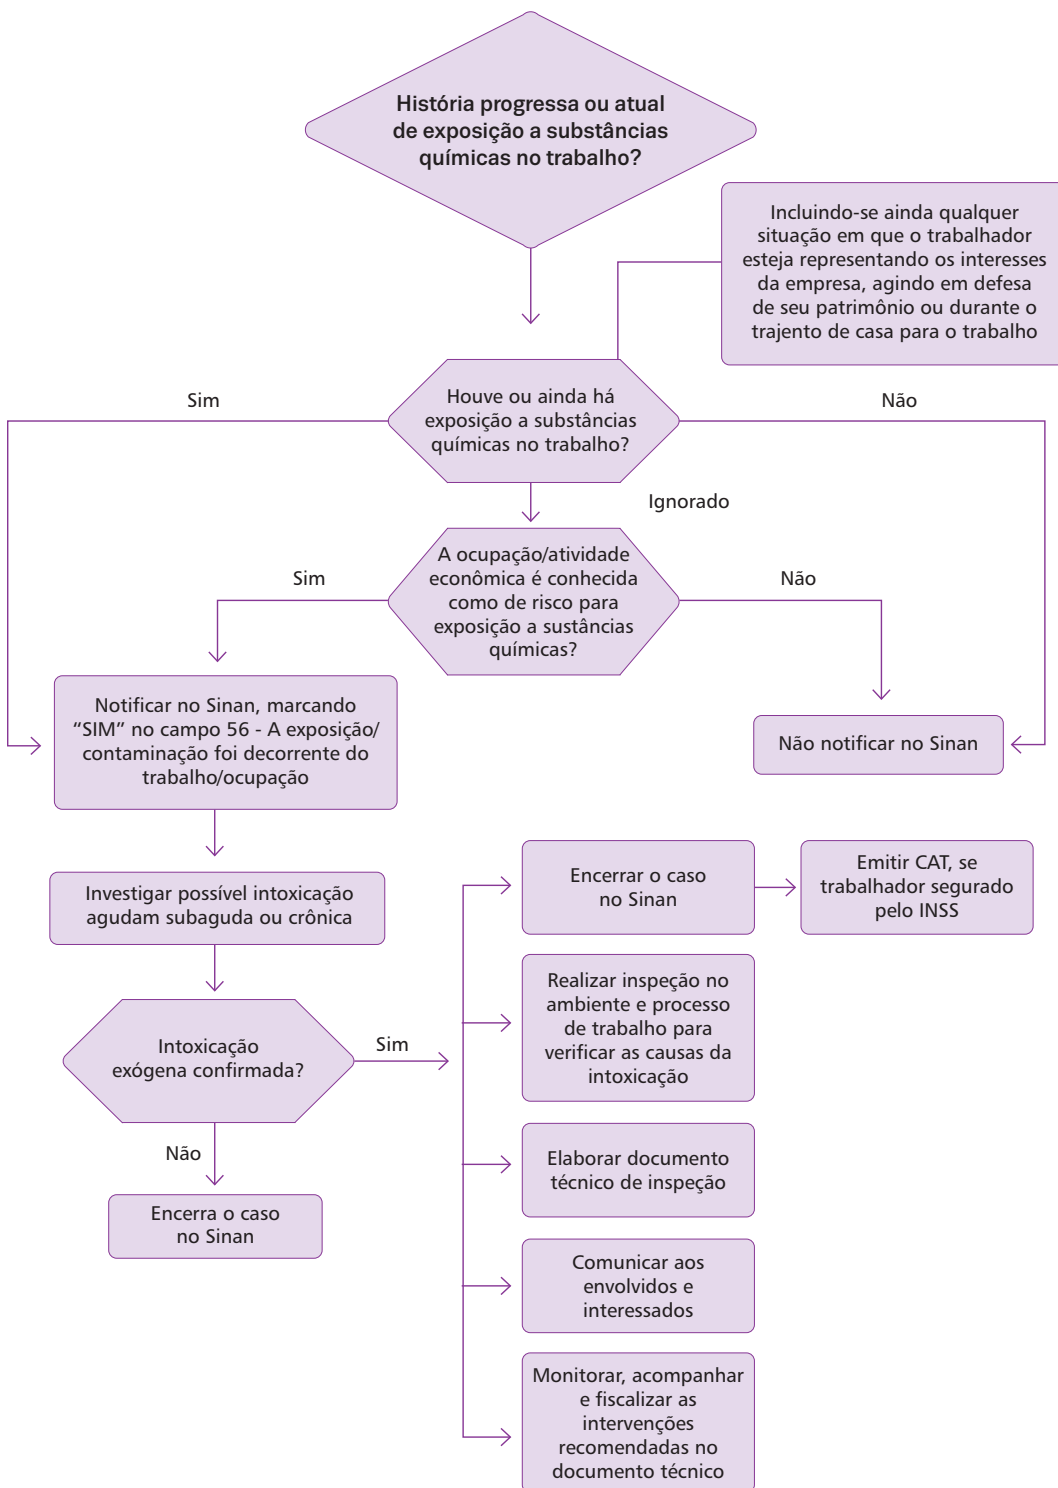 História progressa ou atual
de exposição a substâncias
químicas no trabalho?
Incluindo-se ainda qualquer
situação em que o trabalhador
esteja representando os interesses
da empresa, agindo em defesa
de seu patrimônio ou durante o
trajento de casa para o trabalho
Sim
Houve ou ainda há
exposição a substâncias
químicas no trabalho?
Não
Ignorado
Sim
A ocupação/atividade
econômica é conhecida
como de risco para
exposição a sustâncias
químicas?
Não
Notificar no Sinan, marcando
“SIM” no campo 56 - A exposição/
contaminação foi decorrente do
trabalho/ocupação
Não notificar no Sinan
Investigar possível intoxicação
agudam subaguda ou crônica
Encerrar o caso
no Sinan
Emitir CAT, se
trabalhador segurado
pelo INSS
Realizar inspeção no
ambiente e processo
de trabalho para
verificar as causas da
intoxicação
Intoxicação
exógena confirmada?
Sim
Não
Elaborar documento
técnico de inspeção
Encerra o caso
no Sinan
Comunicar aos
envolvidos e
interessados
Monitorar, acompanhar
e fiscalizar as
intervenções
recomendadas no
documento técnico